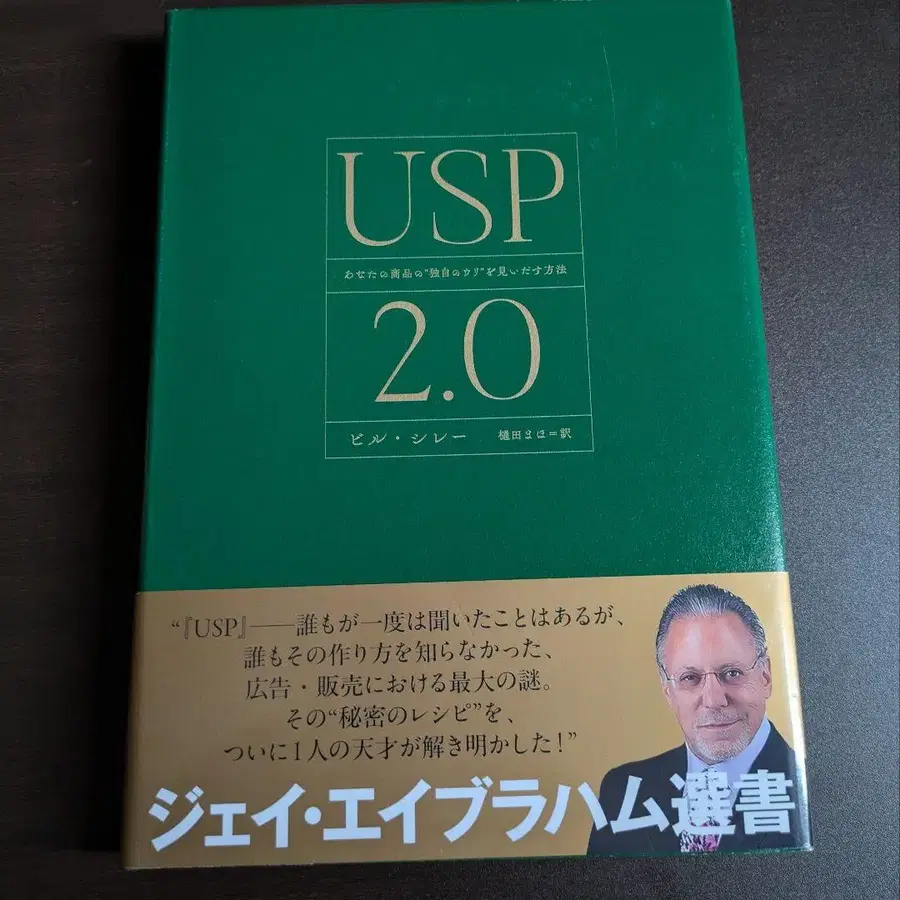 USP
あなたの商品の"独自のウリ"を見いだす方法
2.0
ビル・シレー 樋田まほ=訳
“『USP』――誰もが一度は聞いたことはあるが、
誰もその作り方を知らなかった、
広告・販売における最大の謎。
その“秘密のレシピ”を、
ついに1人の天才が解き明かした!”
ジェイ・エイブラハム選書